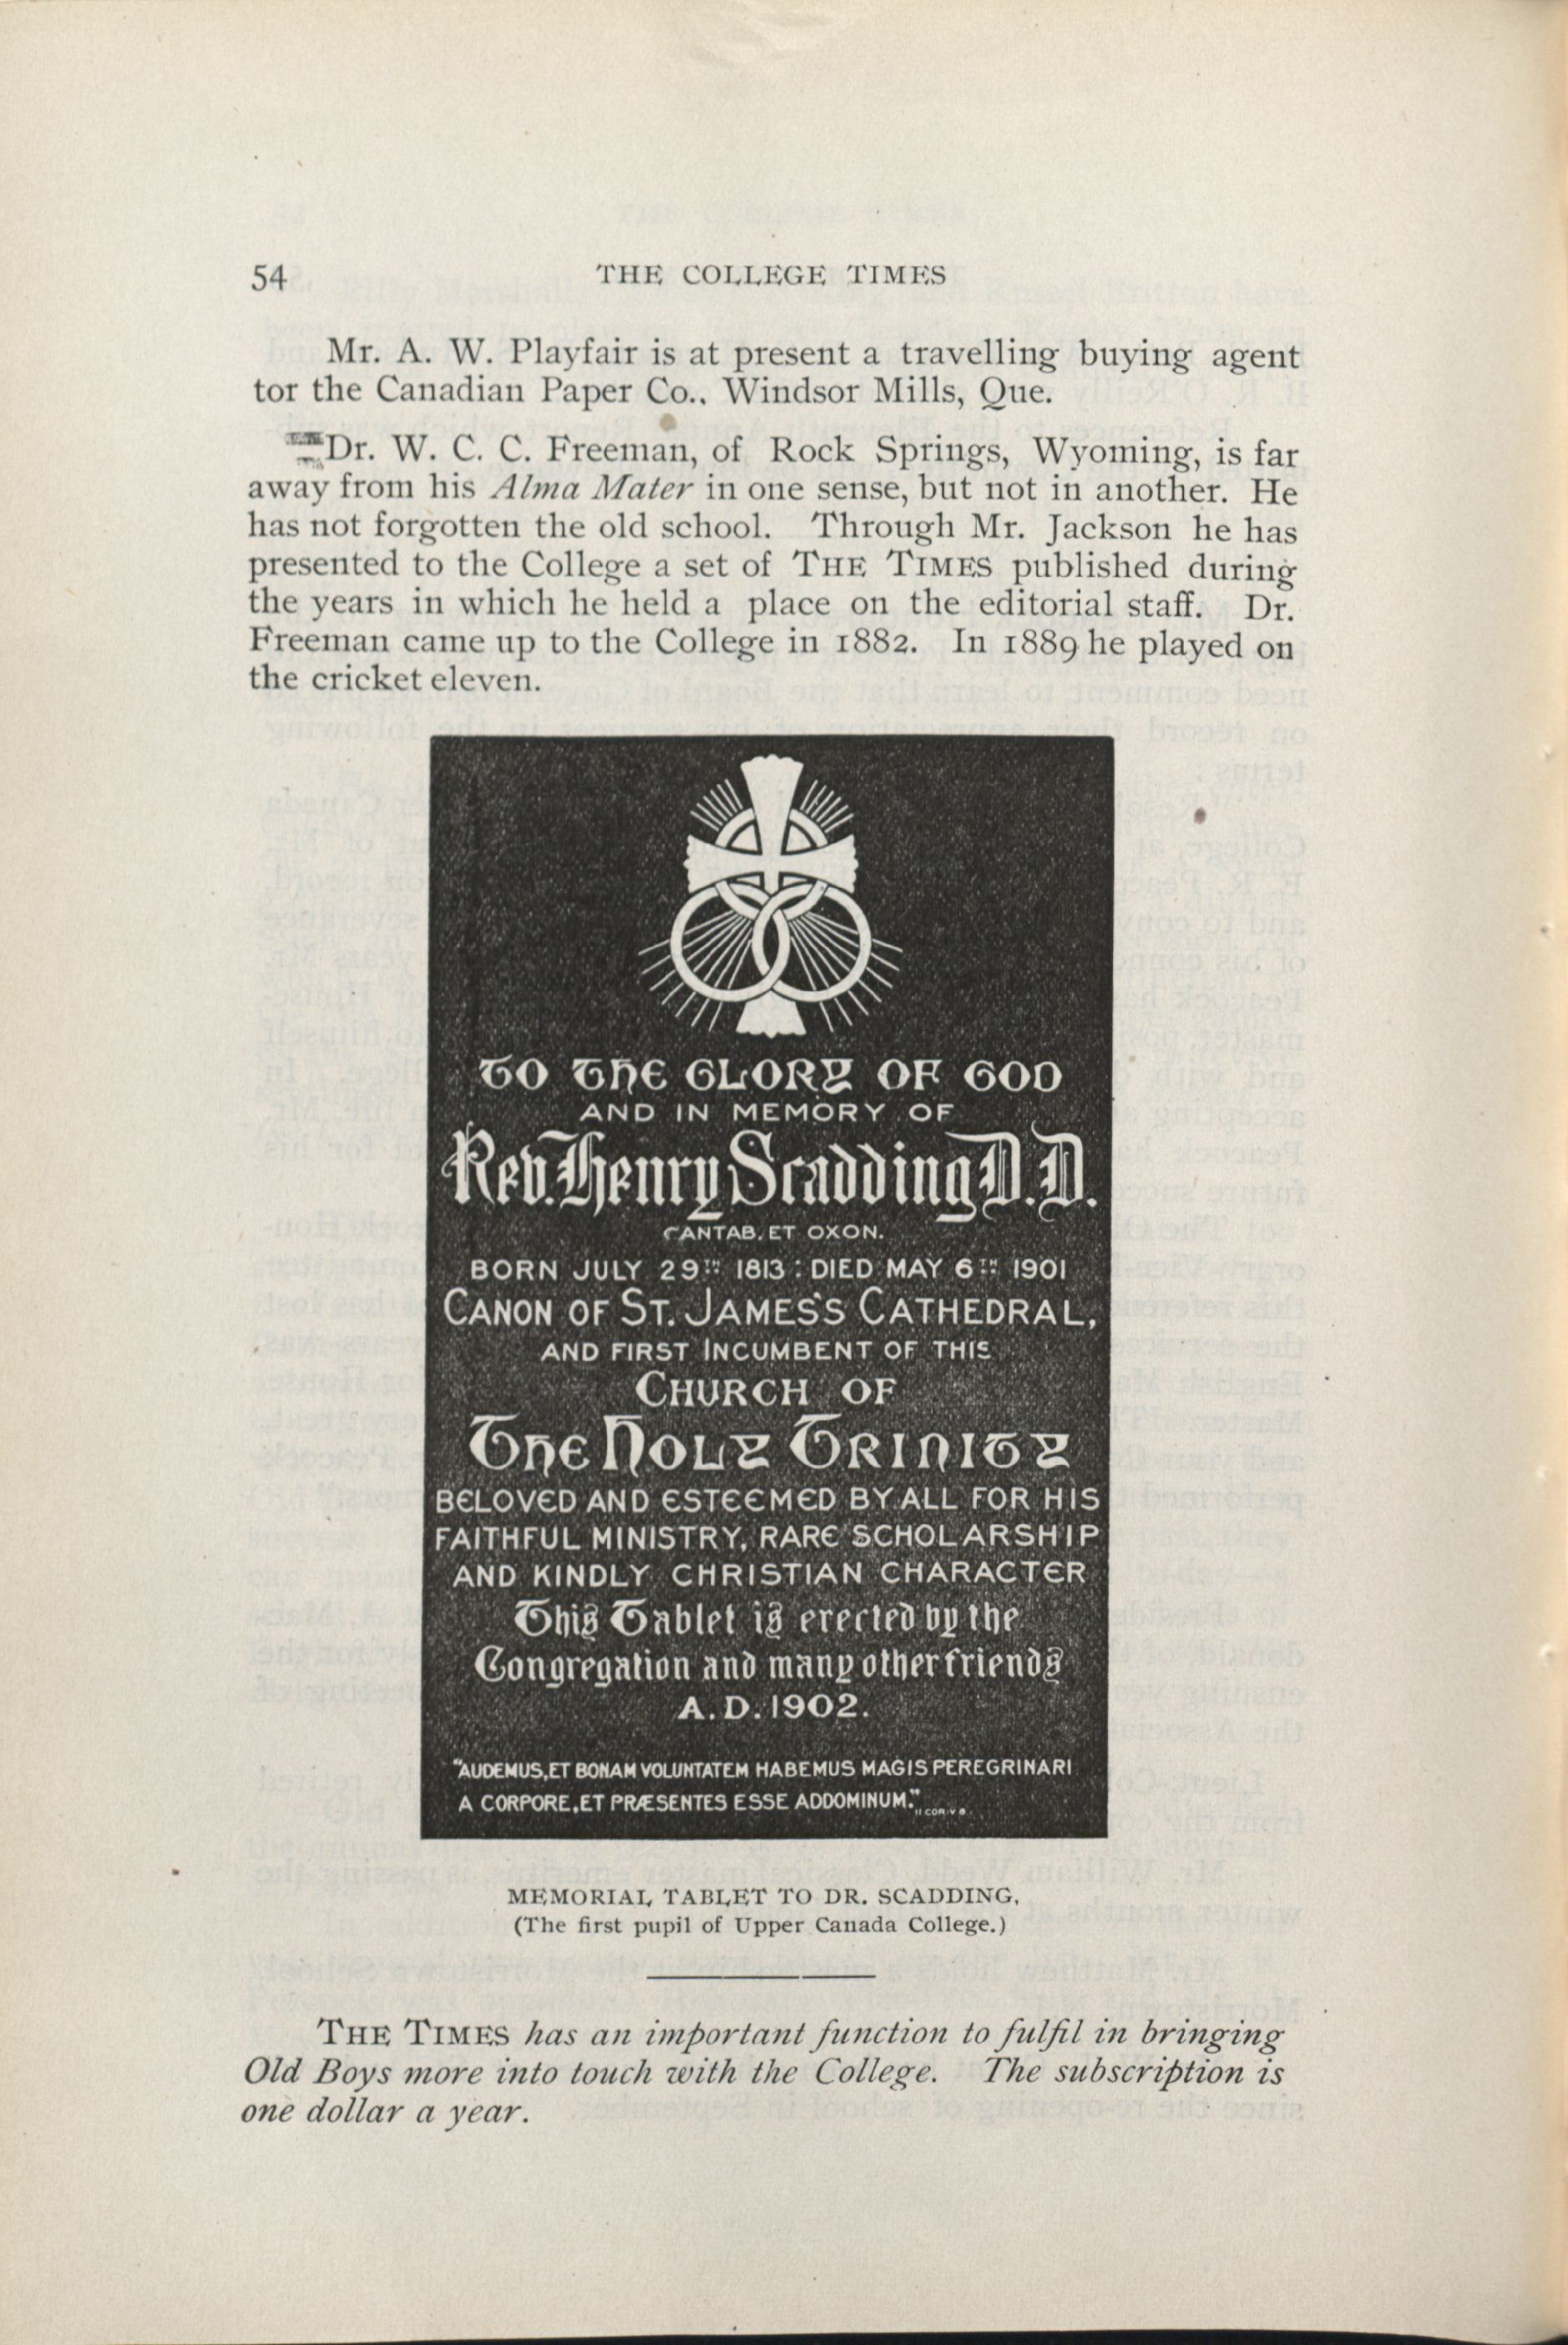 54 THE COLLEGE TIMES
Mr. A. W. Playfair is at present a travelling buying agent
tor the Canadian Paper Co., Windsor Mills, Que.
Dr. W. C. C. Freeman, of Rock Springs, Wyoming, is far
away from his Alma Mater in one sense, but not in another. He
has not forgotten the old school. Through Mr. Jackson he has
presented to the College a set of THE TIMES published during
the years in which he held a place on the editorial staff. Dr.
Freeman came up to the College in 1882. In 1889 he played on
the cricket eleven.
TO THE GLORY OF GOD
AND IN MEMORY OF
Rev. Henry Scadding D.D.
CANTAB. ET OXON.
BORN JULY 29TH 1813 : DIED MAY 6TH 1901
CANON OF ST. JAMES'S CATHEDRAL,
AND FIRST INCUMBENT OF THIS
CHURCH OF
THE HOLY TRINITY
BELOVED AND ESTEEMED BY ALL FOR HIS
FAITHFUL MINISTRY, RARE SCHOLARSHIP
AND KINDLY CHRISTIAN CHARACTER
This Tablet is erected by the
Congregation and many other friends
A.D. 1902.
"AUDEMUS, ET BONAM VOLUNTATEM HABEMUS MAGIS PEREGRINARI
A CORPORE, ET PRÆSENTES ESSE ADDOMINUM."
II COR. V 8.
MEMORIAL TABLET TO DR. SCADDING,
(The first pupil of Upper Canada College.)
THE TIMES has an important function to fulfil in bringing
Old Boys more into touch with the College. The subscription is
one dollar a year.